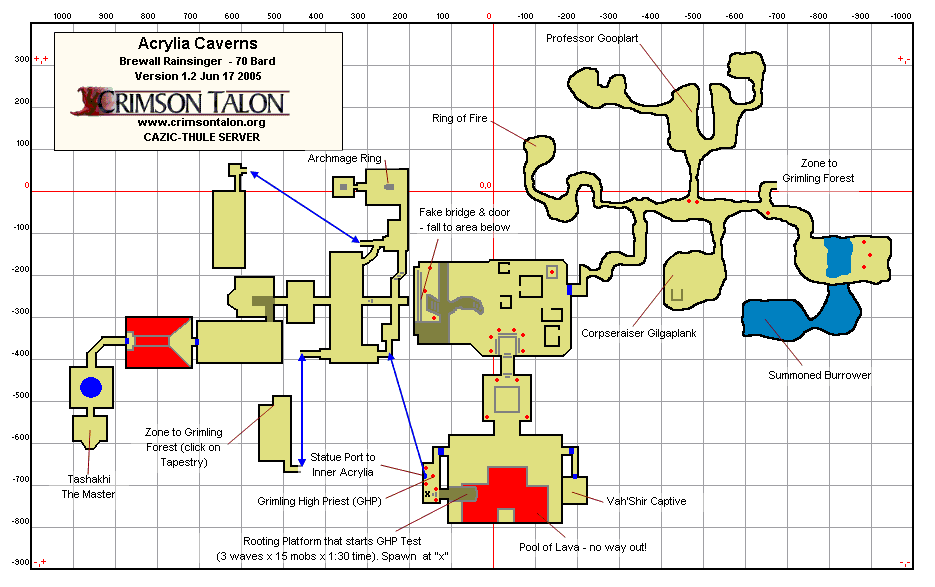 1000 900 800 700 600 500 400 300 200 100 0 -100 -200 -300 -400 -500 -600 -700 -800 -900 -1000
+,+
+,-
300
200
100
0
-100
-200
-300
-400
-500
-600
-700
-800
-900
-,+
-,-
Acrylia Caverns
Brewall Rainsinger - 70 Bard
Version 1.2 Jun 17 2005
CRIMSON TALON
www.crimsontalon.org
CAZIC-THULE SERVER
Professor Gooplart
Ring of Fire
Archmage Ring
0,0
Zone to
Grimling Forest
Fake bridge & door
- fall to area below
Corpseraiser Gilgaplank
Summoned Burrower
Zone to Grimling
Forest (click on
Tapestry)
Statue Port to
Inner Acrylia
Tashakhi
The Master
Grimling High Priest (GHP)
x
Vah'Shir Captive
Rooting Platform that starts GHP Test
(3 waves x 15 mobs x 1:30 time). Spawn at "x"
Pool of Lava - no way out!